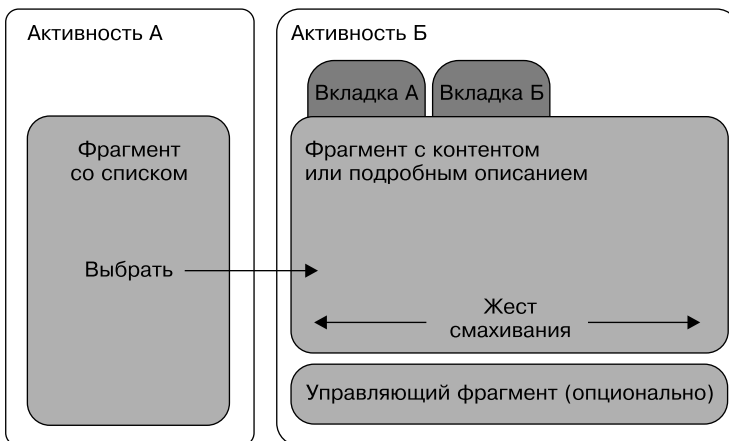 Активность А
Фрагмент
со списком
Выбрать
Активность Б
Вкладка А
Вкладка Б
Фрагмент с контентом
или подробным описанием
Жест
смахивания
Управляющий фрагмент (опционально)